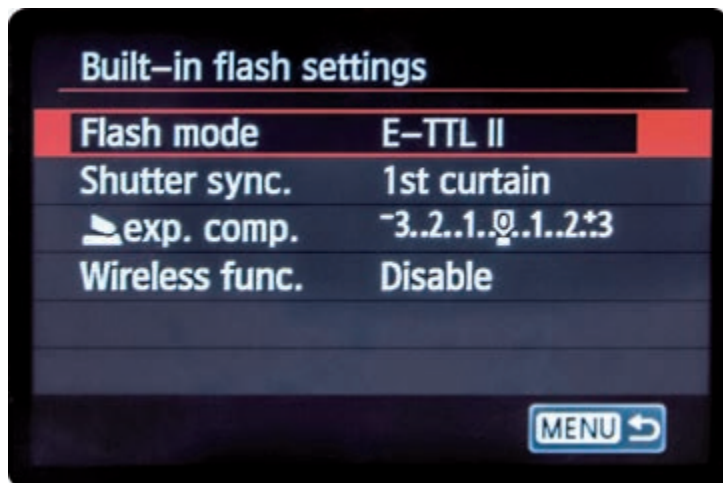 Built-in flash settings
Flash mode E-TTL II
Shutter sync. 1st curtain
exp. comp. -3..2..1..0..1..2.+3
Wireless func. Disable
MENU